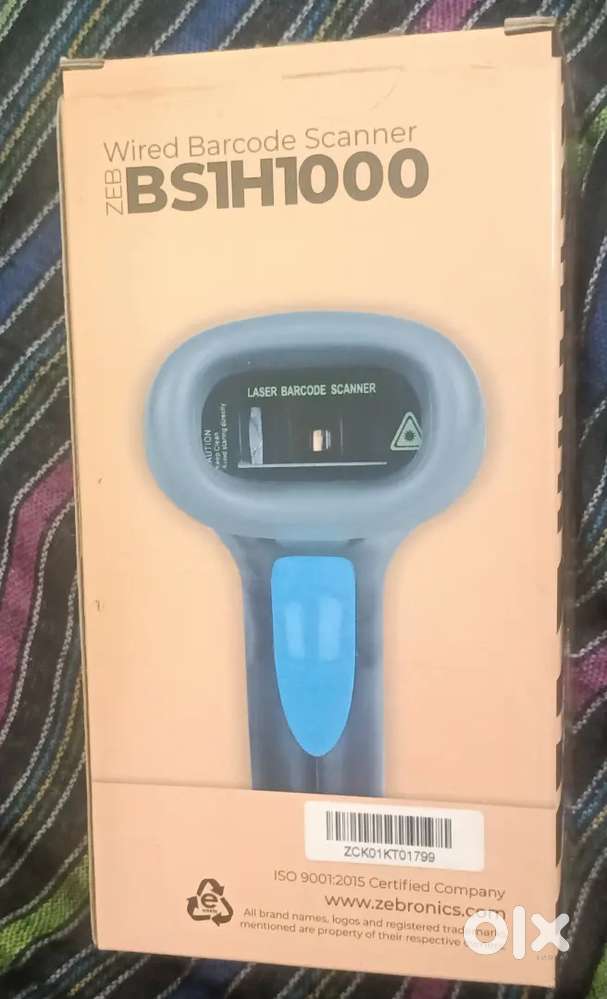 Wired Barcode Scanner
ZEB BS1H1000
LASER BARCODE SCANNER
CAUTION
ZCK01KT01799
ISO 9001:2015 Certified Company
www.zebronics.com
All brand names, logos and registered
mentioned are property of their respective
e
olx